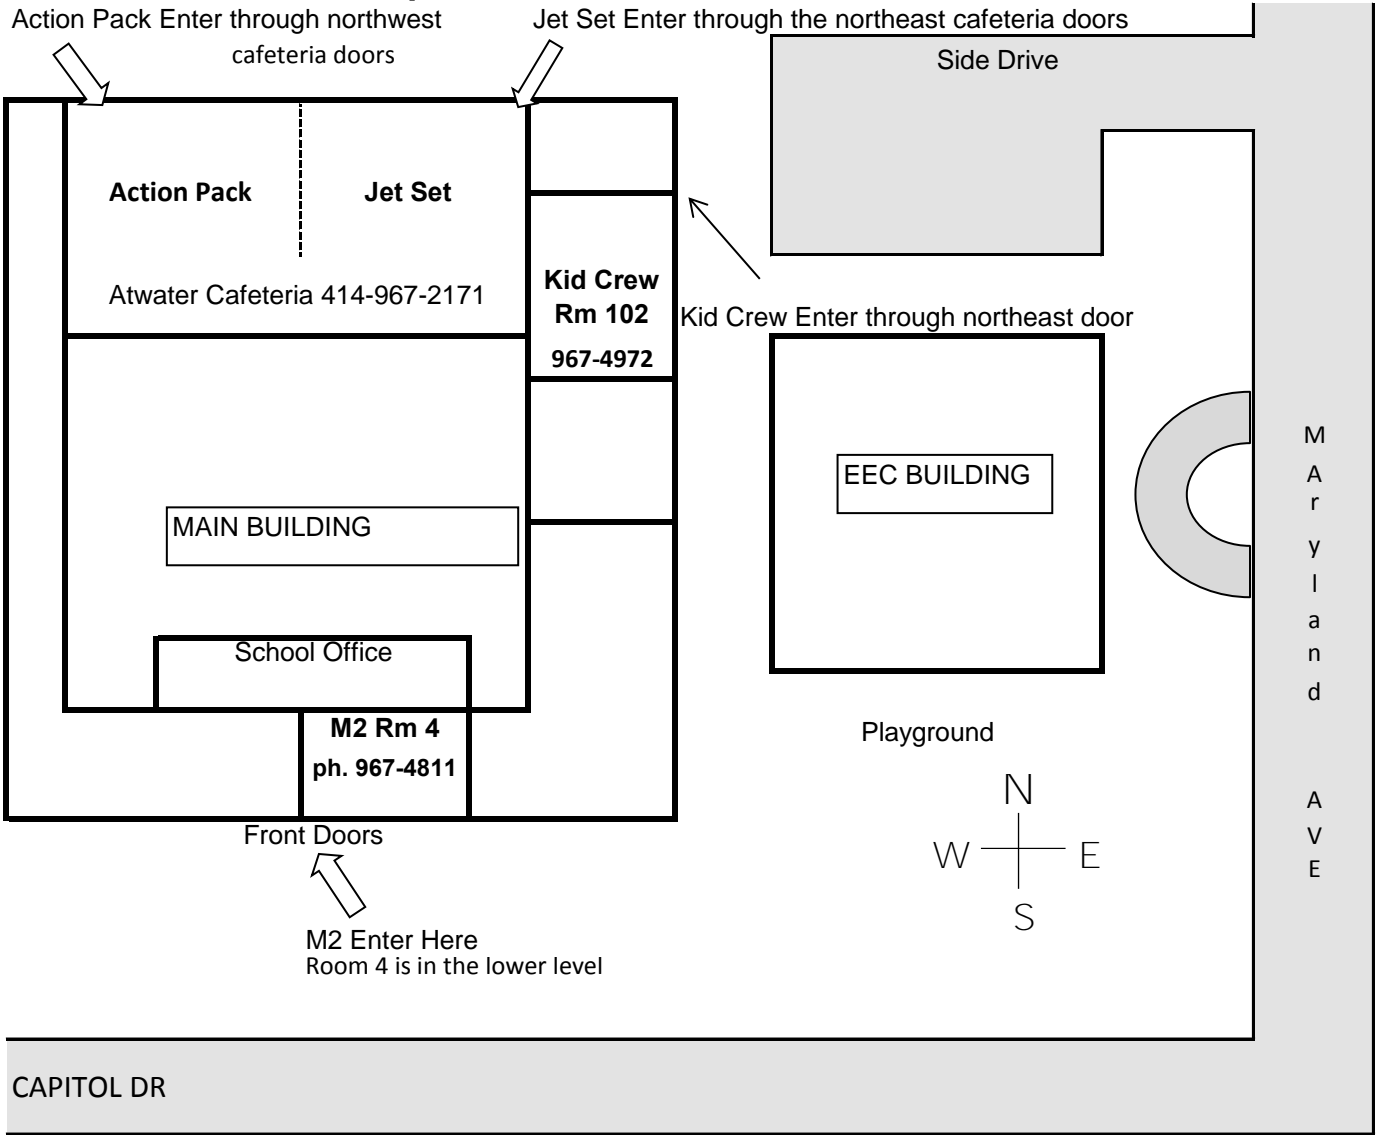 Action Pack Enter through northwest
cafeteria doors
Jet Set Enter through the northeast cafeteria doors
Side Drive
Action Pack
Jet Set
Atwater Cafeteria 414-967-2171
Kid Crew
Rm 102
967-4972
Kid Crew Enter through northeast door
EEC BUILDING
MAIN BUILDING
School Office
M2 Rm 4
ph. 967-4811
Front Doors
M2 Enter Here
Room 4 is in the lower level
Playground
N
W E
S
M
A
r
y
l
a
n
d
A
V
E
CAPITOL DR